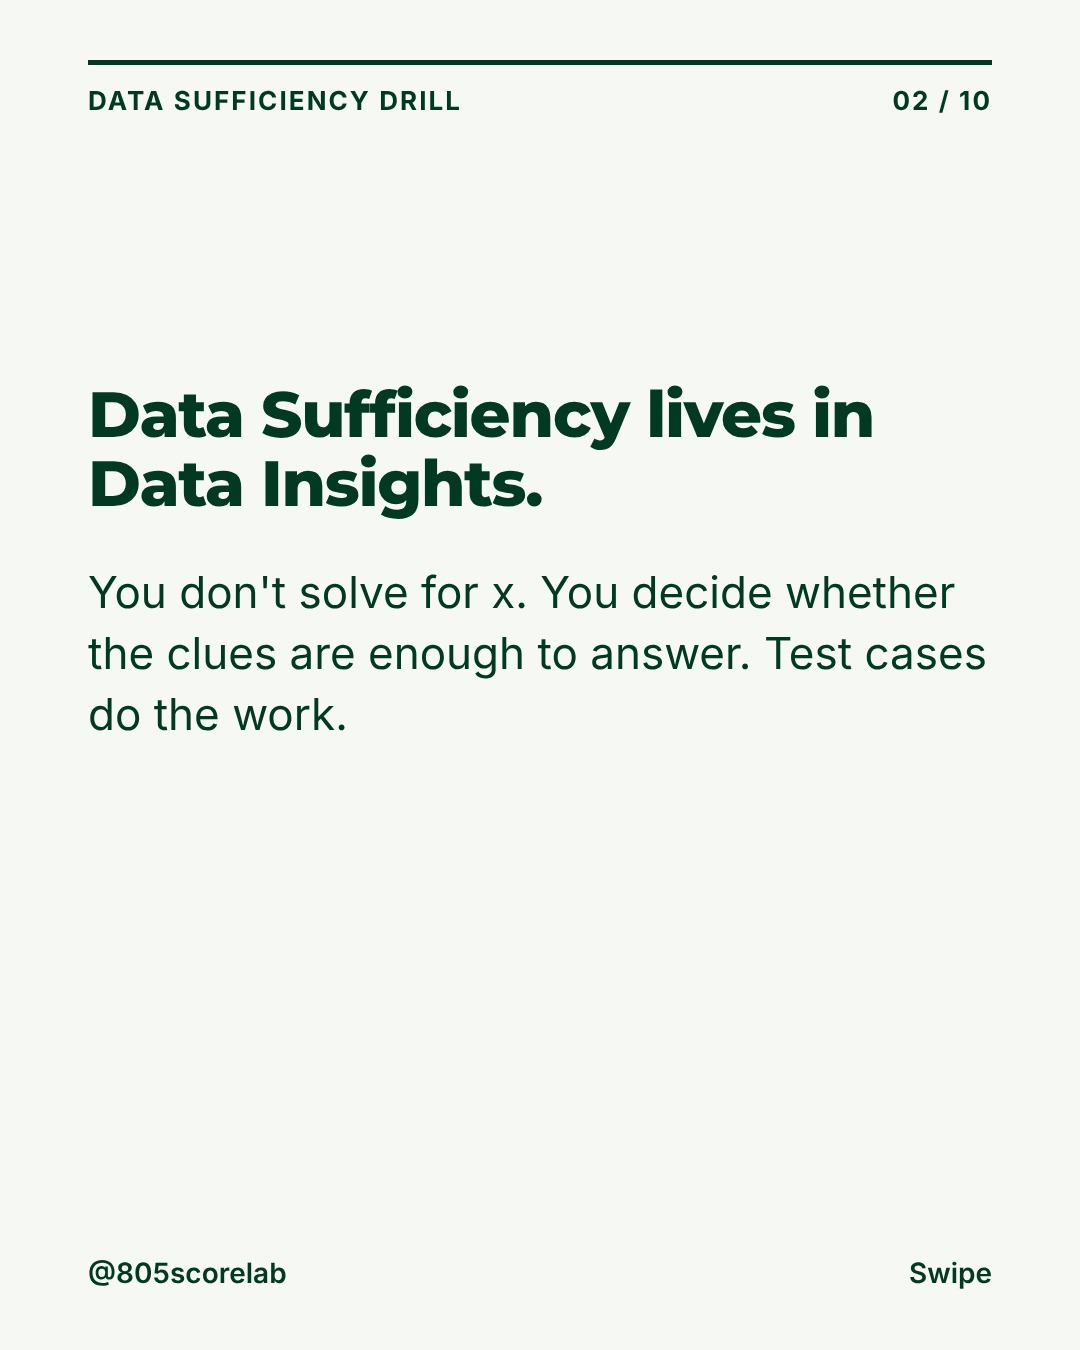 DATA SUFFICIENCY DRILL
02 / 10
Data Sufficiency lives in
Data Insights.
You don't solve for x. You decide whether
the clues are enough to answer. Test cases
do the work.
@805scorelab
Swipe